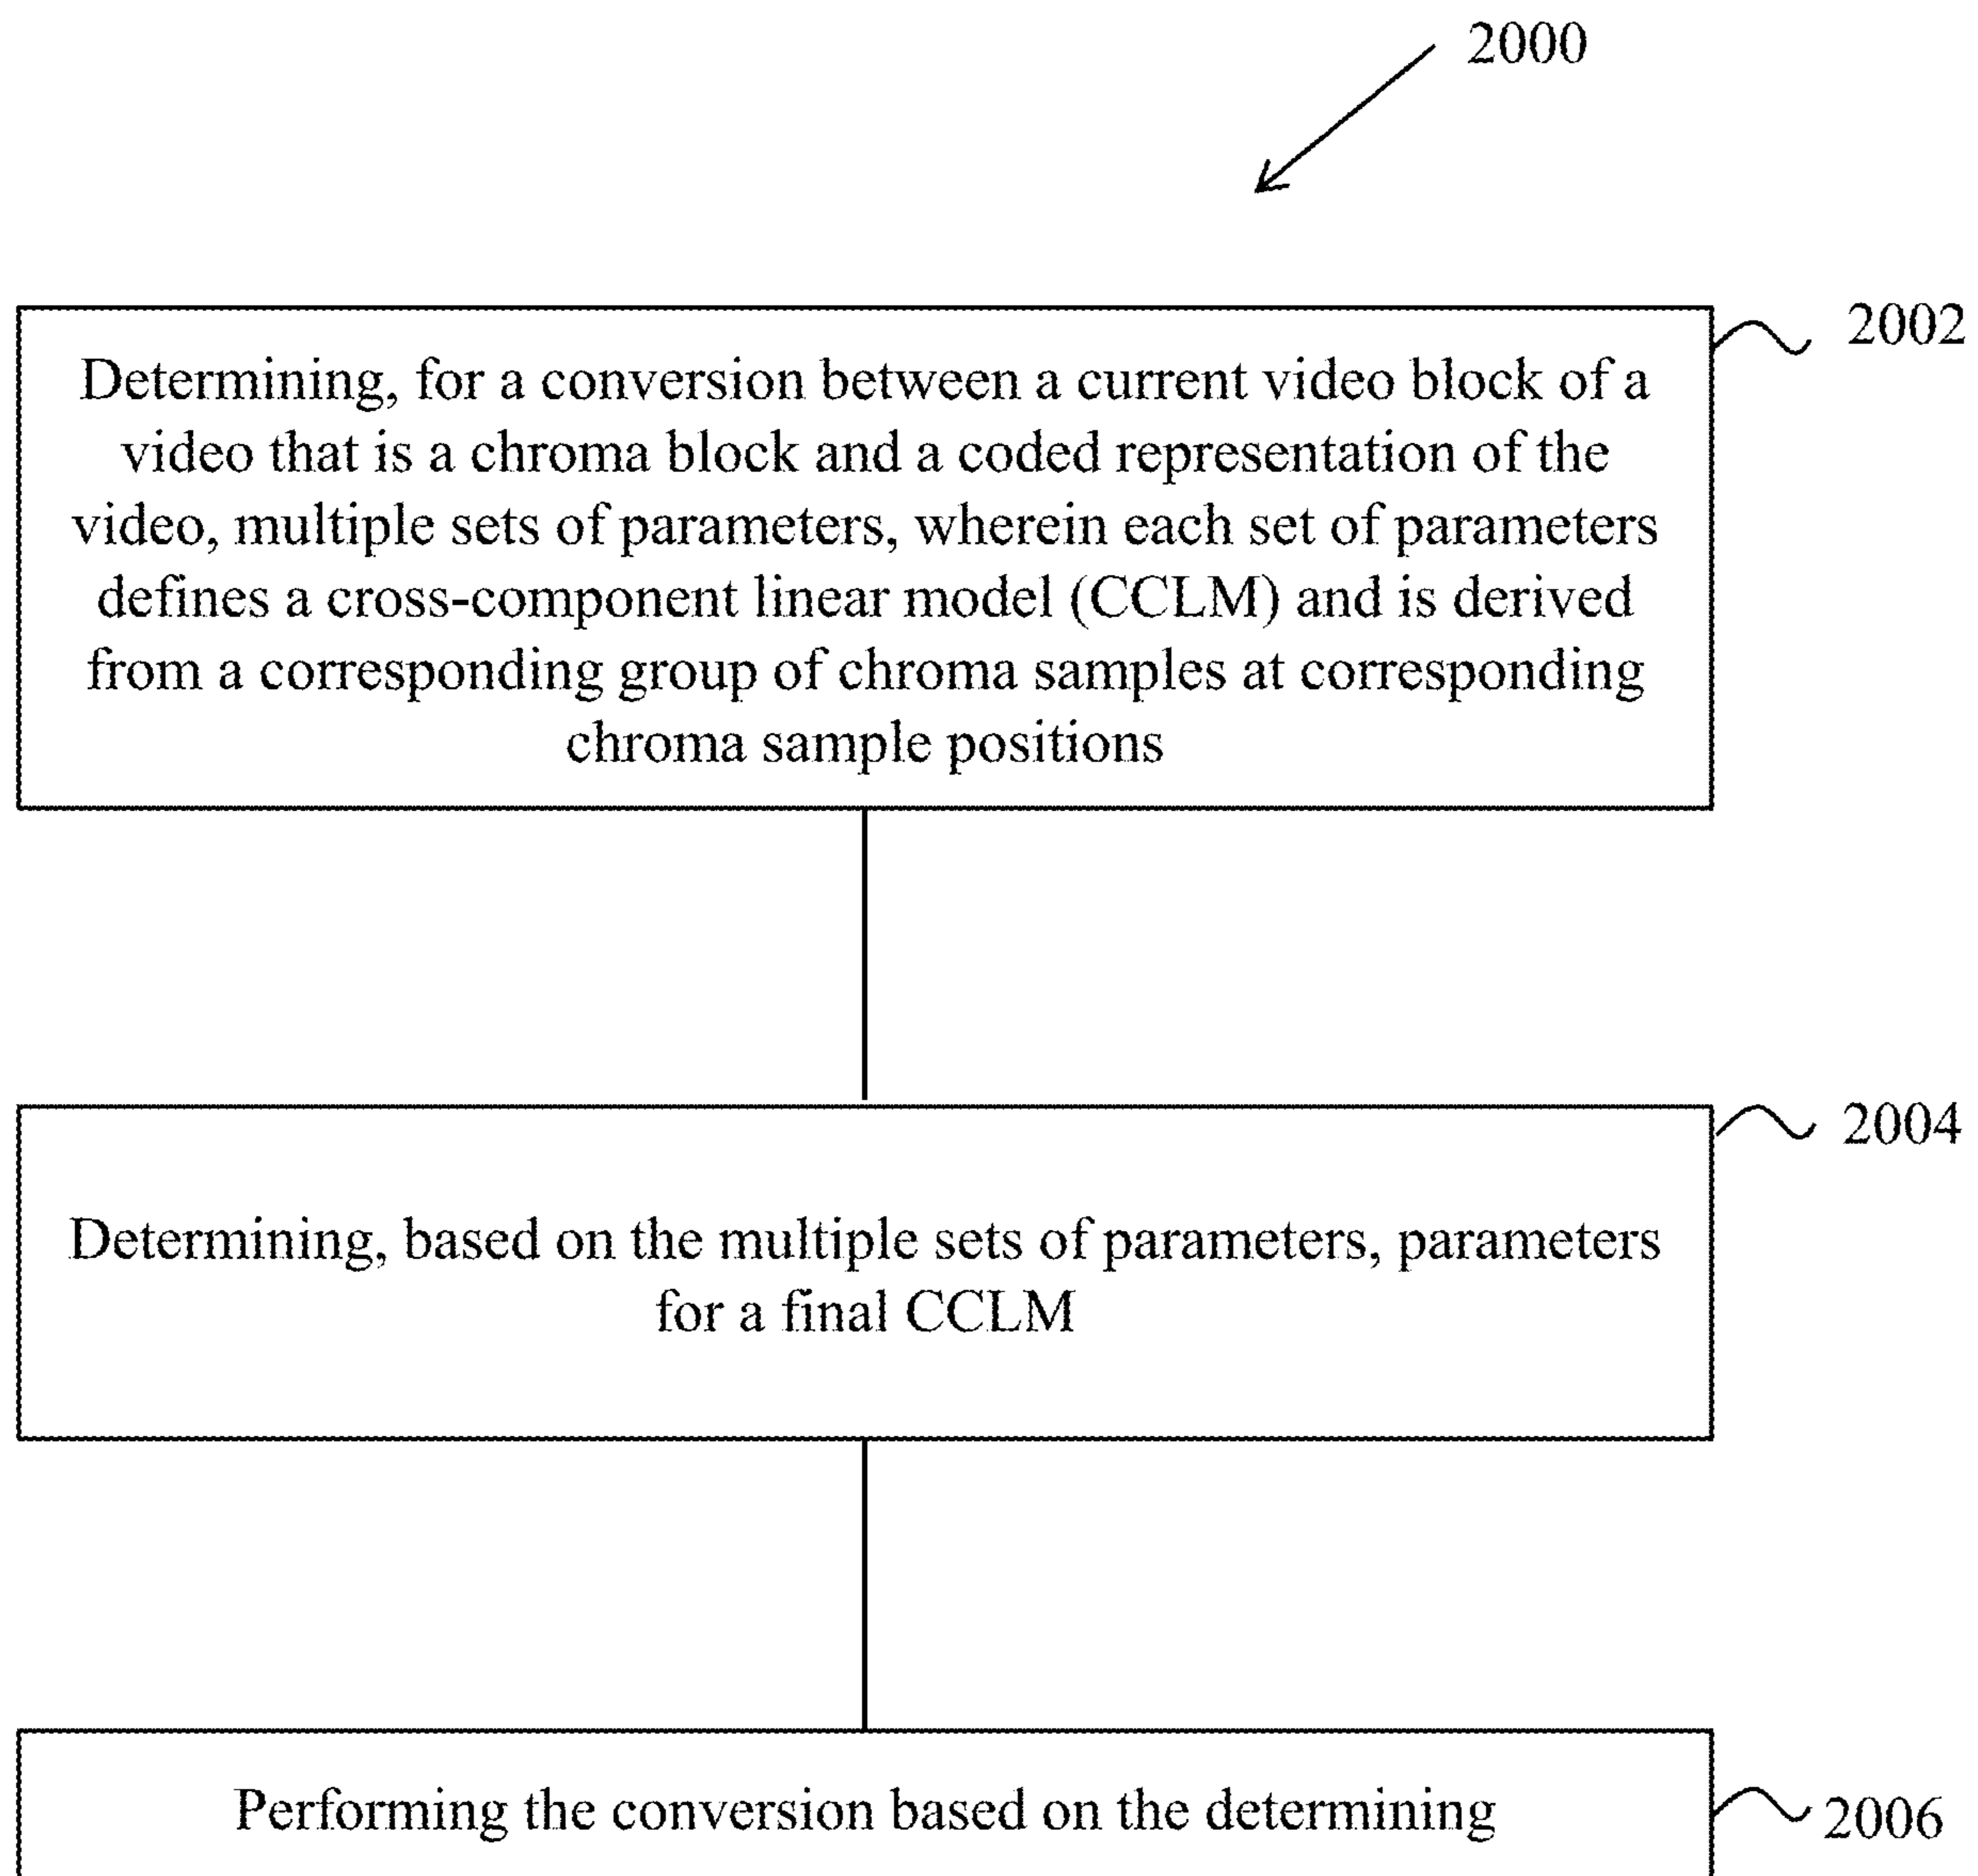 2000
2002
Determining, for a conversion between a current video block of a
video that is a chroma block and a coded representation of the
video, multiple sets of parameters, wherein each set of parameters
defines a cross-component linear model (CCLM) and is derived
from a corresponding group of chroma samples at corresponding
chroma sample positions
2004
Determining, based on the multiple sets of parameters, parameters
for a final CCLM
Performing the conversion based on the determining
2006